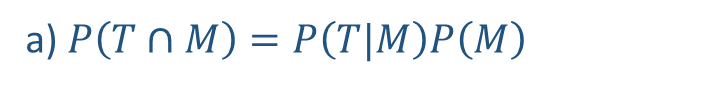 a) P(T ∩ M) = P(T|M)P(M)